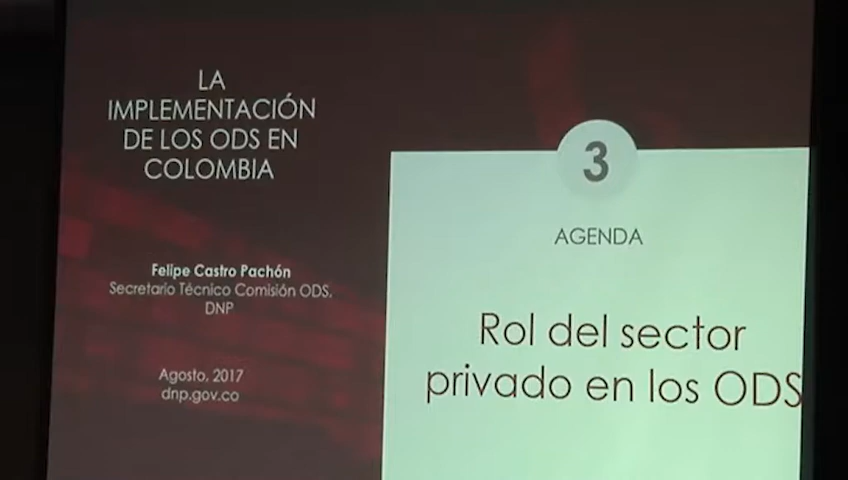 LA
IMPLEMENTACIÓN
DE LOS ODS EN
COLOMBIA
Felipe Castro Pachón
Secretario Técnico Comisión ODS,
DNP
Agosto, 2017
dnp.gov.co
3
AGENDA
Rol del sector
privado en los ODS